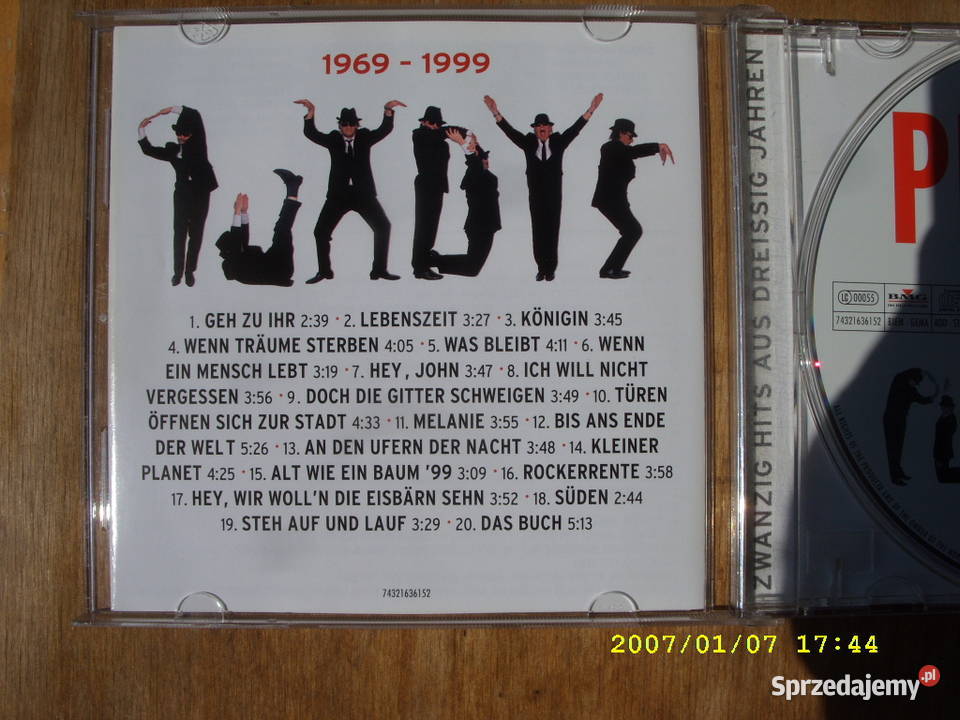 1969 - 1999
1. GEH ZU IHR 2:39 · 2. LEBENSZEIT 3:27 · 3. KÖNIGIN 3:45
4. WENN TRÄUME STERBEN 4:05 · 5. WAS BLEIBT 4:11 · 6. WENN
EIN MENSCH LEBT 3:19 · 7. HEY, JOHN 3:47 · 8. ICH WILL NICHT
VERGESSEN 3:56 · 9. DOCH DIE GITTER SCHWEIGEN 3:49 · 10. TÜREN
ÖFFNEN SICH ZUR STADT 4:33 · 11. MELANIE 3:55 · 12. BIS ANS ENDE
DER WELT 5:26 · 13. AN DEN UFERN DER NACHT 3:48 · 14. KLEINER
PLANET 4:25 · 15. ALT WIE EIN BAUM '99 3:09 · 16. ROCKERRENTE 3:58
17. HEY, WIR WOLL'N DIE EISBÄRN SEHN 3:52 · 18. SÜDEN 2:44
19. STEH AUF UND LAUF 3:29 · 20. DAS BUCH 5:13
74321636152
ZWANZIG HITS AUS DREISSIG JAHREN
P
LC 00055
BMG
74321636152
BIEM · GEMA
2007/01/07 17:44
Sprzedajemy.pl